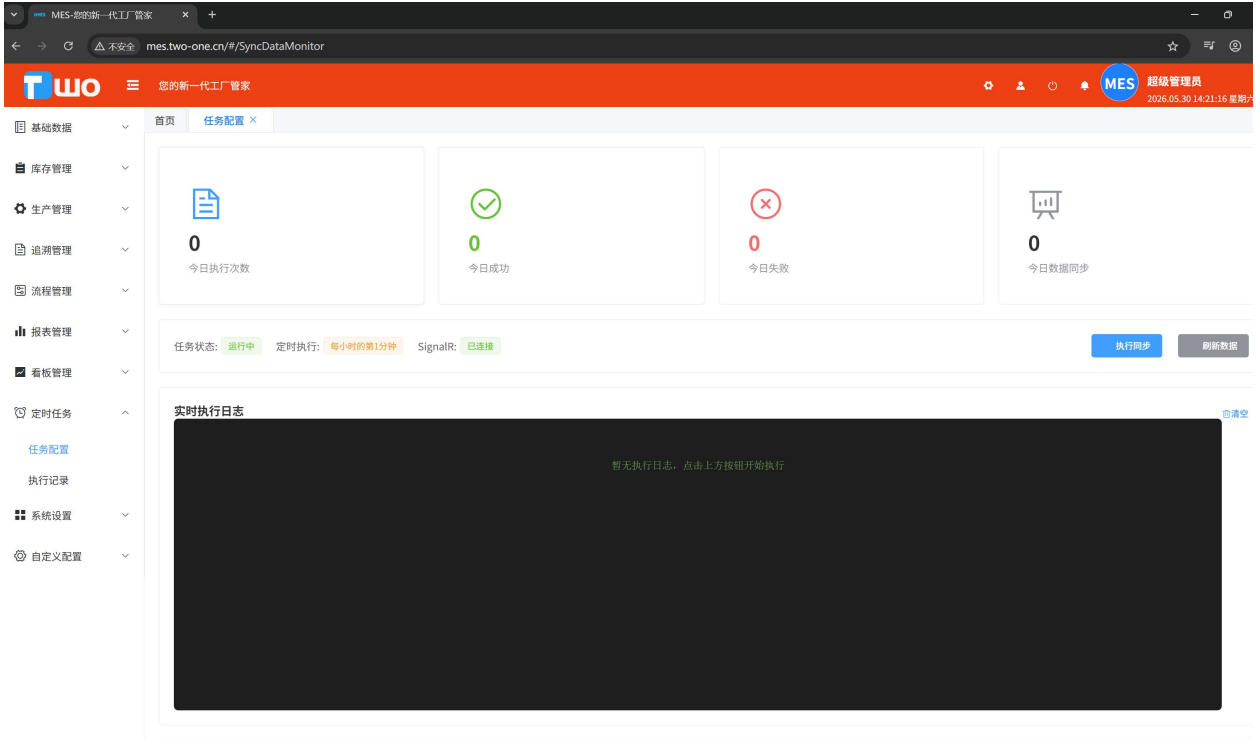 MES-您的新一代工厂管家
不安全 mes.two-one.cn/#/SyncDataMonitor
TWO 您的新一代工厂管家 MES 超级管理员
2026.05.30 14:21:16 星期六
基础数据
库存管理
生产管理
追溯管理
流程管理
报表管理
看板管理
定时任务
任务配置
执行记录
系统设置
自定义配置
首页 任务配置
0
今日执行次数
0
今日成功
0
今日失败
0
今日数据同步
任务状态: 运行中 定时执行: 每小时的第1分钟 SignalR: 已连接 执行同步 刷新数据
实时执行日志 清空
暂无执行日志，点击上方按钮开始执行